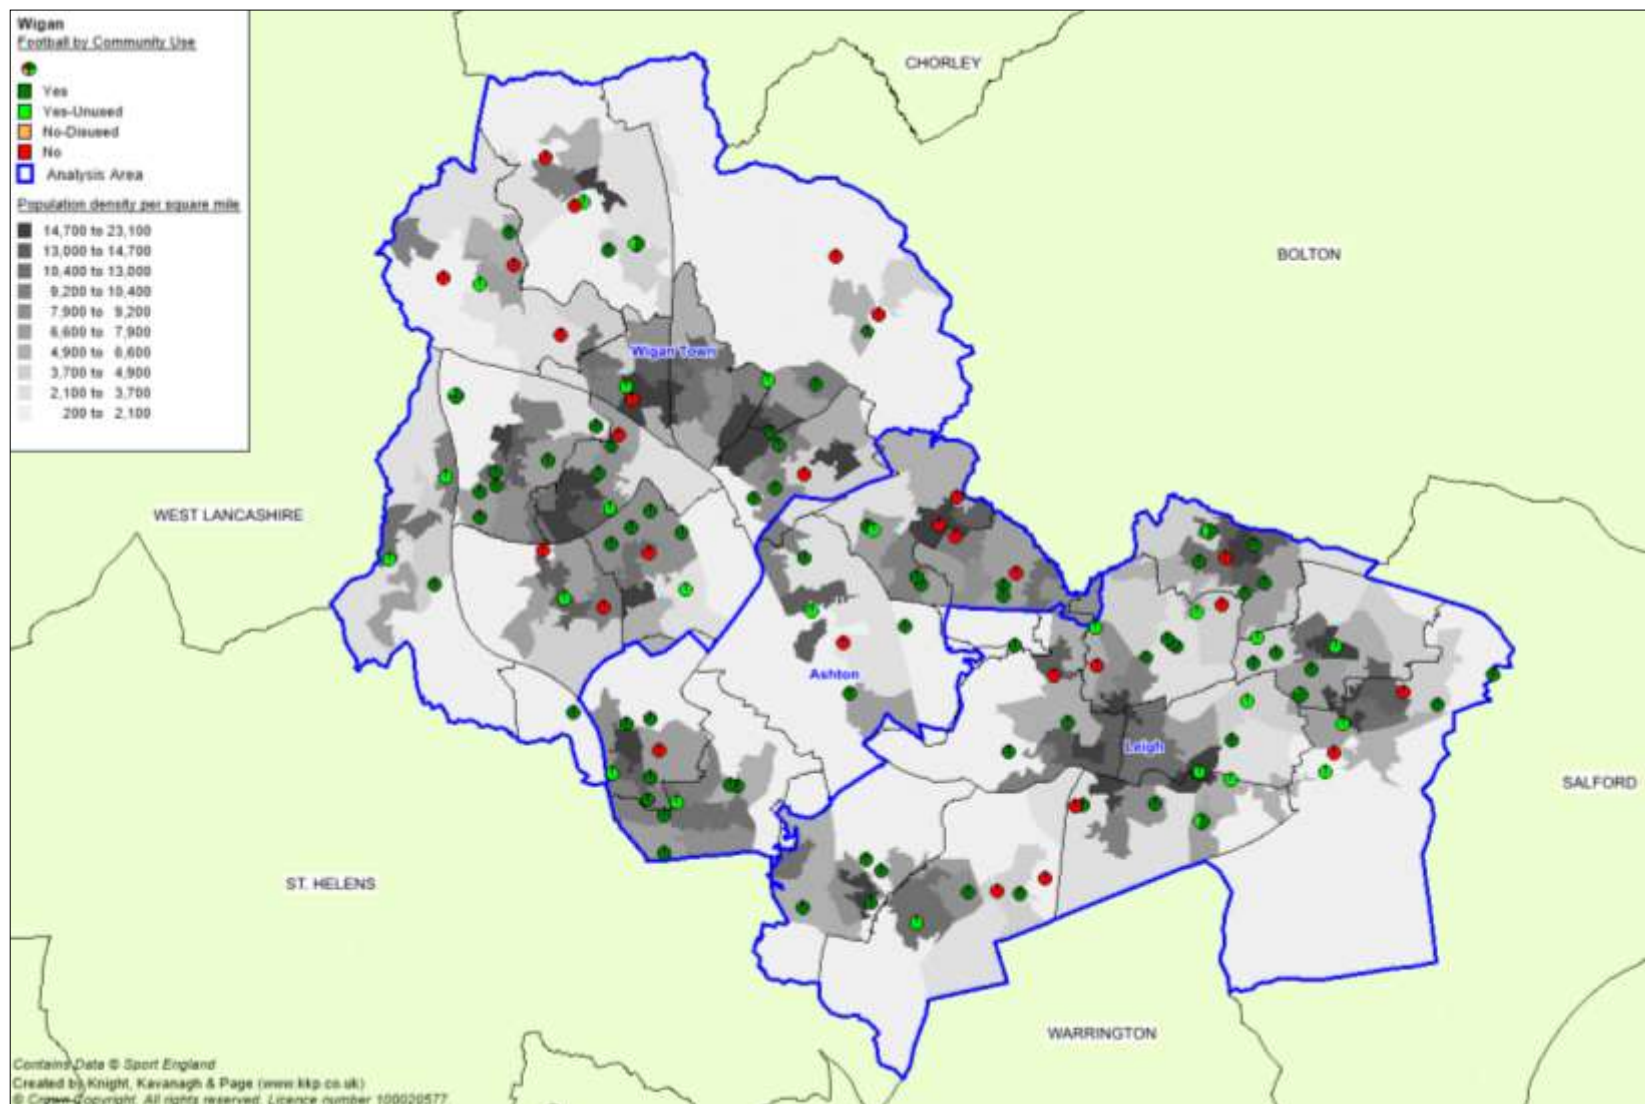 Wigan
Football by Community Use
Yes
Yes-Unused
No-Disused
No
Analysis Area
Population density per square mile
14,700 to 23,100
13,000 to 14,700
10,400 to 13,000
9,200 to 10,400
7,900 to 9,200
6,600 to 7,900
4,900 to 6,600
3,700 to 4,900
2,100 to 3,700
200 to 2,100
CHORLEY
BOLTON
Wigan Town
WEST LANCASHIRE
Ashton
Leigh
SALFORD
ST. HELENS
WARRINGTON
Contains Data © Sport England
Created by Knight, Kavanagh & Page (www.kkp.co.uk)
© Crown Copyright. All rights reserved. Licence number 100020577.